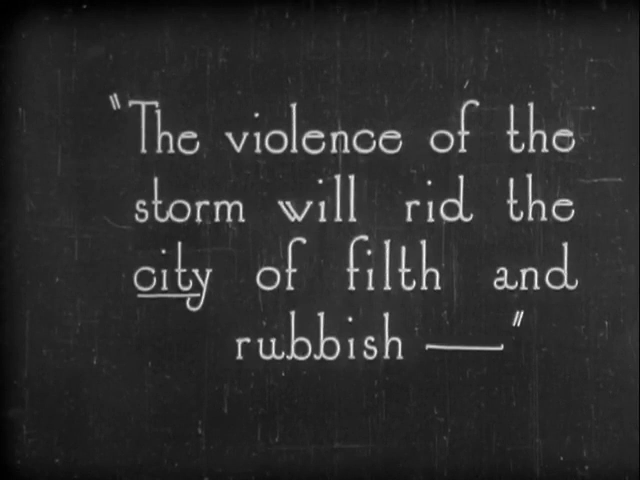 "The violence of the
storm will rid the
city of filth and
rubbish —"